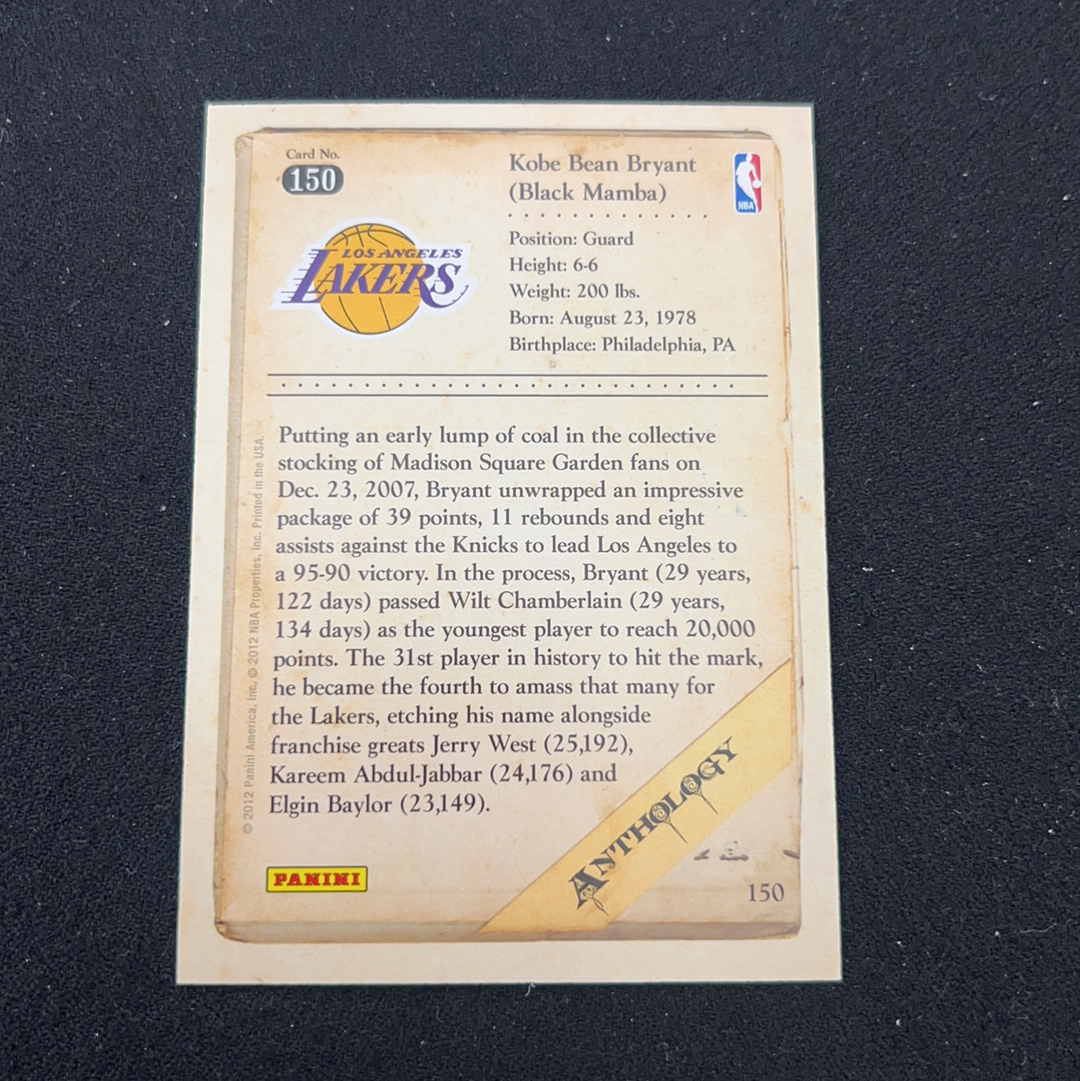 Card No.
150
Kobe Bean Bryant
(Black Mamba)
NBA
LOS ANGELES
LAKERS
Position: Guard
Height: 6-6
Weight: 200 lbs.
Born: August 23, 1978
Birthplace: Philadelphia, PA
Putting an early lump of coal in the collective
stocking of Madison Square Garden fans on
Dec. 23, 2007, Bryant unwrapped an impressive
package of 39 points, 11 rebounds and eight
assists against the Knicks to lead Los Angeles to
a 95-90 victory. In the process, Bryant (29 years,
122 days) passed Wilt Chamberlain (29 years,
134 days) as the youngest player to reach 20,000
points. The 31st player in history to hit the mark,
he became the fourth to amass that many for
the Lakers, etching his name alongside
franchise greats Jerry West (25,192),
Kareem Abdul-Jabbar (24,176) and
Elgin Baylor (23,149).
© 2012 Panini America, Inc. © 2012 NBA Properties, Inc. Printed in the USA.
ANTHOLOGY
PANINI
150